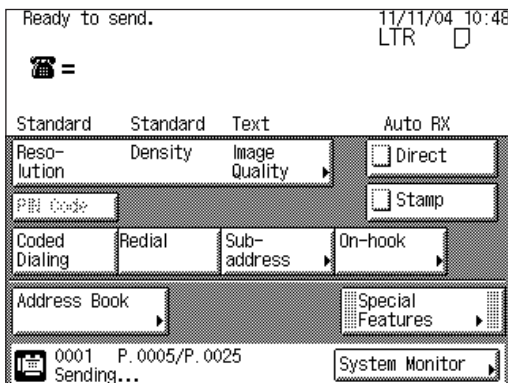 Ready to send. 11/11/04 10:48
LTR
=
Standard Standard Text Auto RX
Reso- Density Image Direct
lution Quality
PIN Code Stamp
Coded Redial Sub- On-hook
Dialing address
Address Book Special
Features
0001 P.0005/P.0025 System Monitor
Sending...